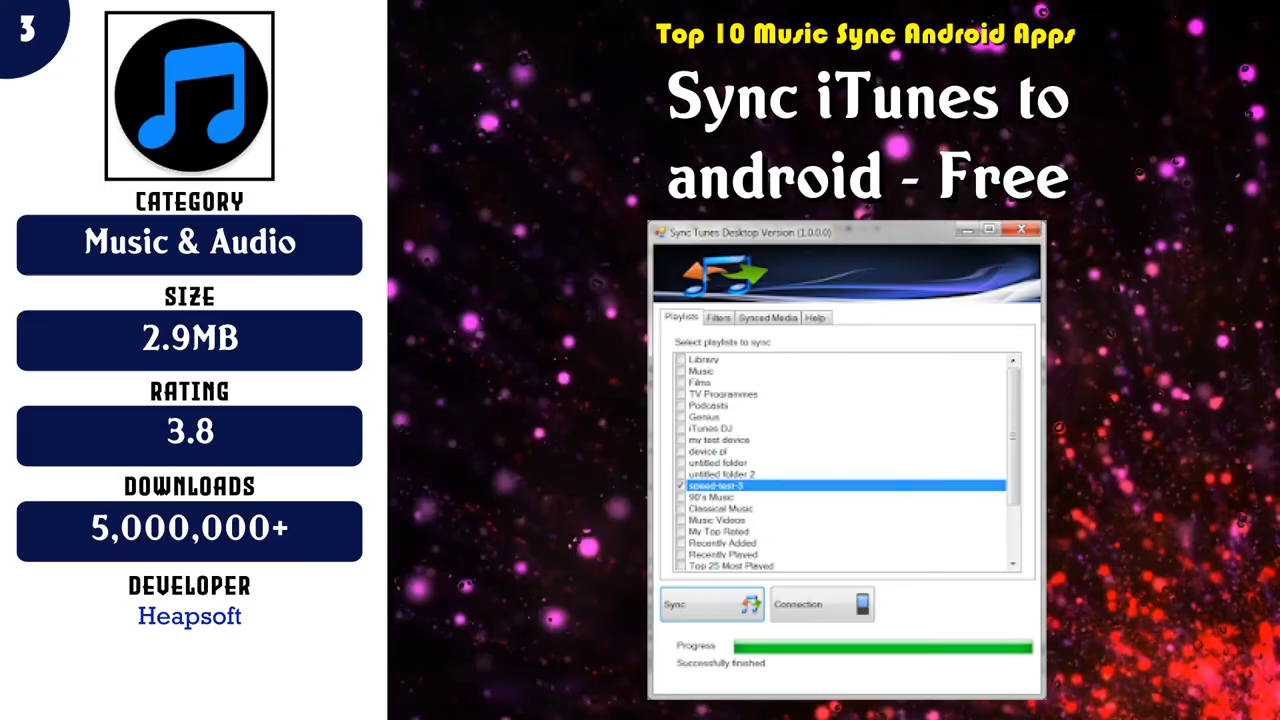 3
CATEGORY
Music & Audio
SIZE
2.9MB
RATING
3.8
DOWNLOADS
5,000,000+
DEVELOPER
Heapsoft
Top 10 Music Sync Android Apps
Sync iTunes to
android - Free
Sync Tunes Desktop Version (1.0.0.0)
Playlists Filters Synced Media Help
Select playlists to sync
Library
Music
Films
TV Programmes
Podcasts
Genius
iTunes DJ
my test device
device pl
untitled folder
untitled folder 2
speed-test-3
90's Music
Classical Music
Music Videos
My Top Rated
Recently Added
Recently Played
Top 25 Most Played
Sync Connection
Progress
Successfully finished